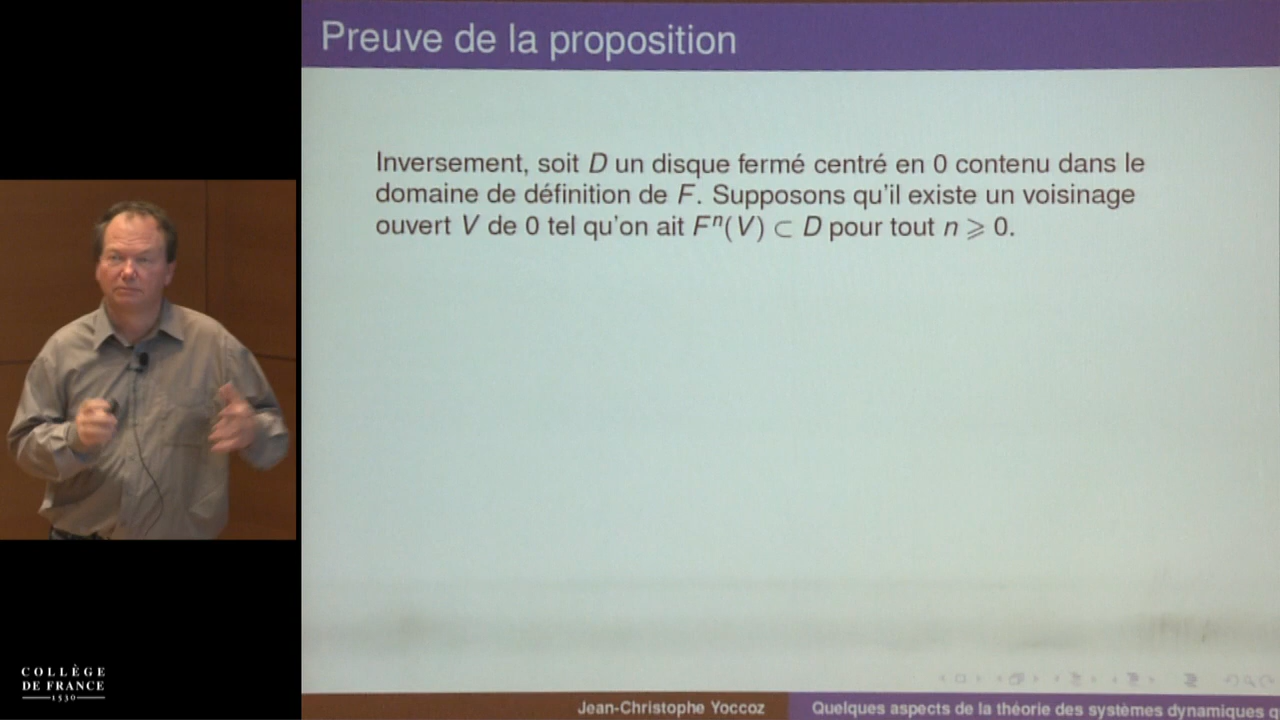 Preuve de la proposition
Inversement, soit D un disque fermé centré en 0 contenu dans le
domaine de définition de F. Supposons qu'il existe un voisinage
ouvert V de 0 tel qu'on ait Fⁿ(V) ⊂ D pour tout n ⩾ 0.
COLLÈGE
DE FRANCE
1530
Jean-Christophe Yoccoz
Quelques aspects de la théorie des systèmes dynamiques q